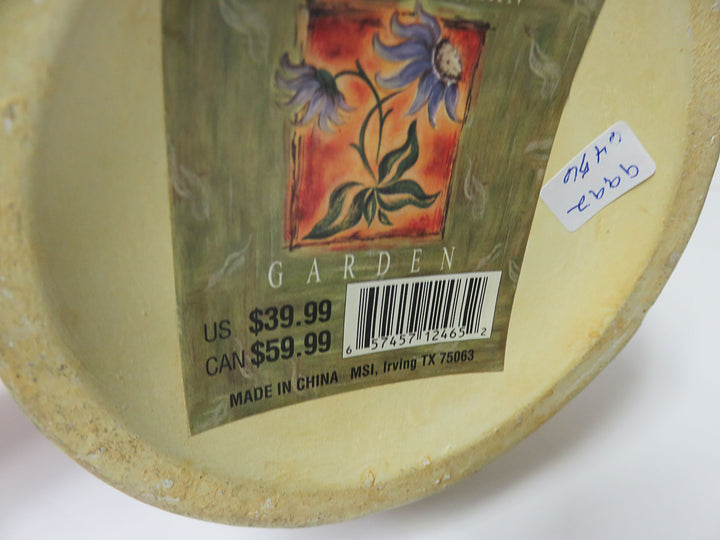 GARDEN
US $39.99
CAN $59.99
6 57457 12465 2
MADE IN CHINA MSI, Irving TX 75063
9992